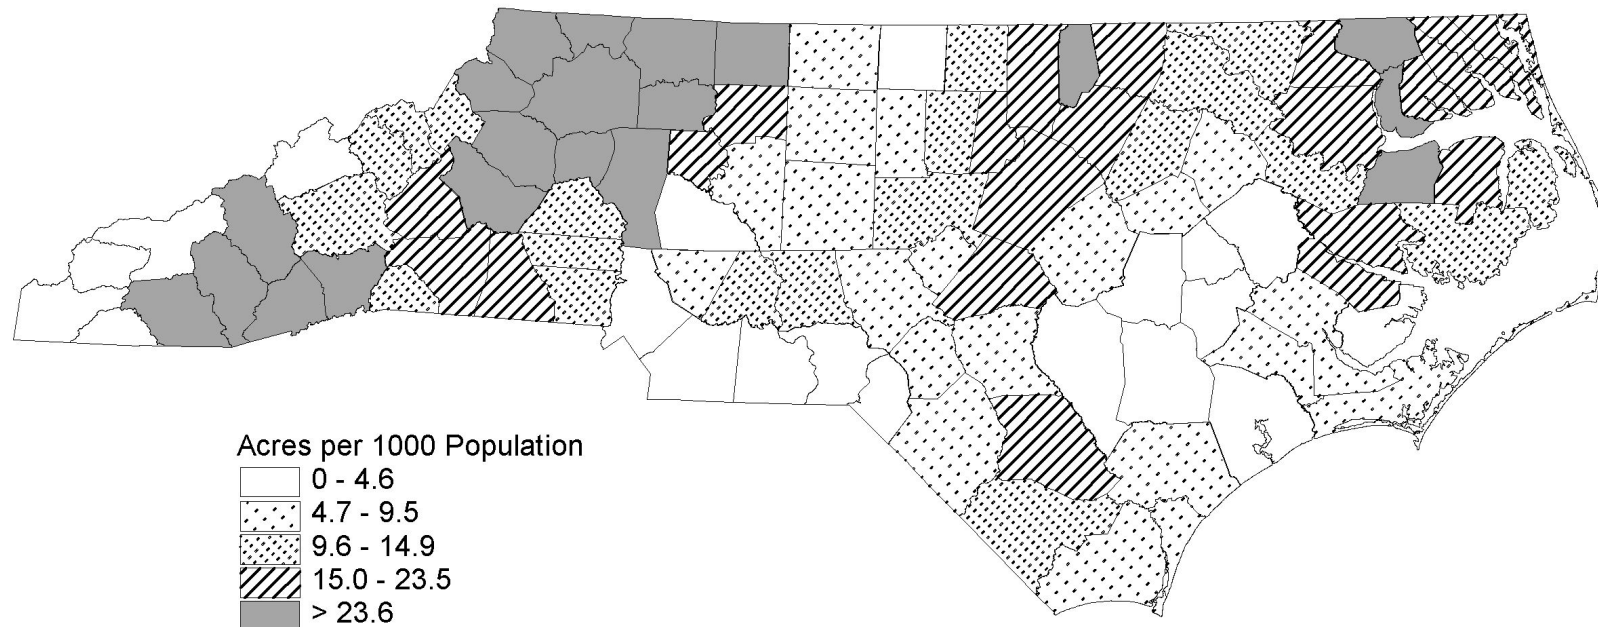 Acres per 1000 Population
0 - 4.6
4.7 - 9.5
9.6 - 14.9
15.0 - 23.5
> 23.6